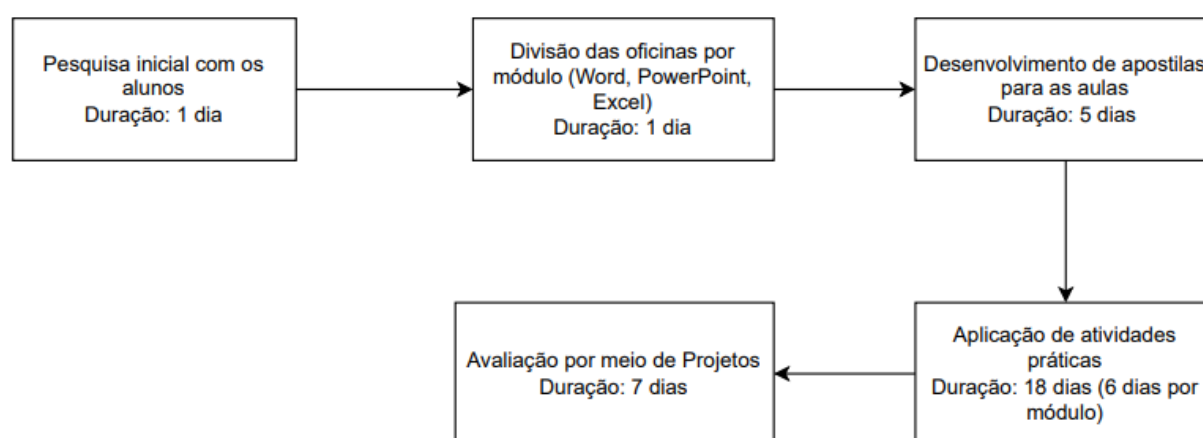 Pesquisa inicial com os
alunos
Duração: 1 dia
Divisão das oficinas por
módulo (Word, PowerPoint,
Excel)
Duração: 1 dia
Desenvolvimento de apostilas
para as aulas
Duração: 5 dias
Aplicação de atividades
práticas
Duração: 18 dias (6 dias por
módulo)
Avaliação por meio de Projetos
Duração: 7 dias